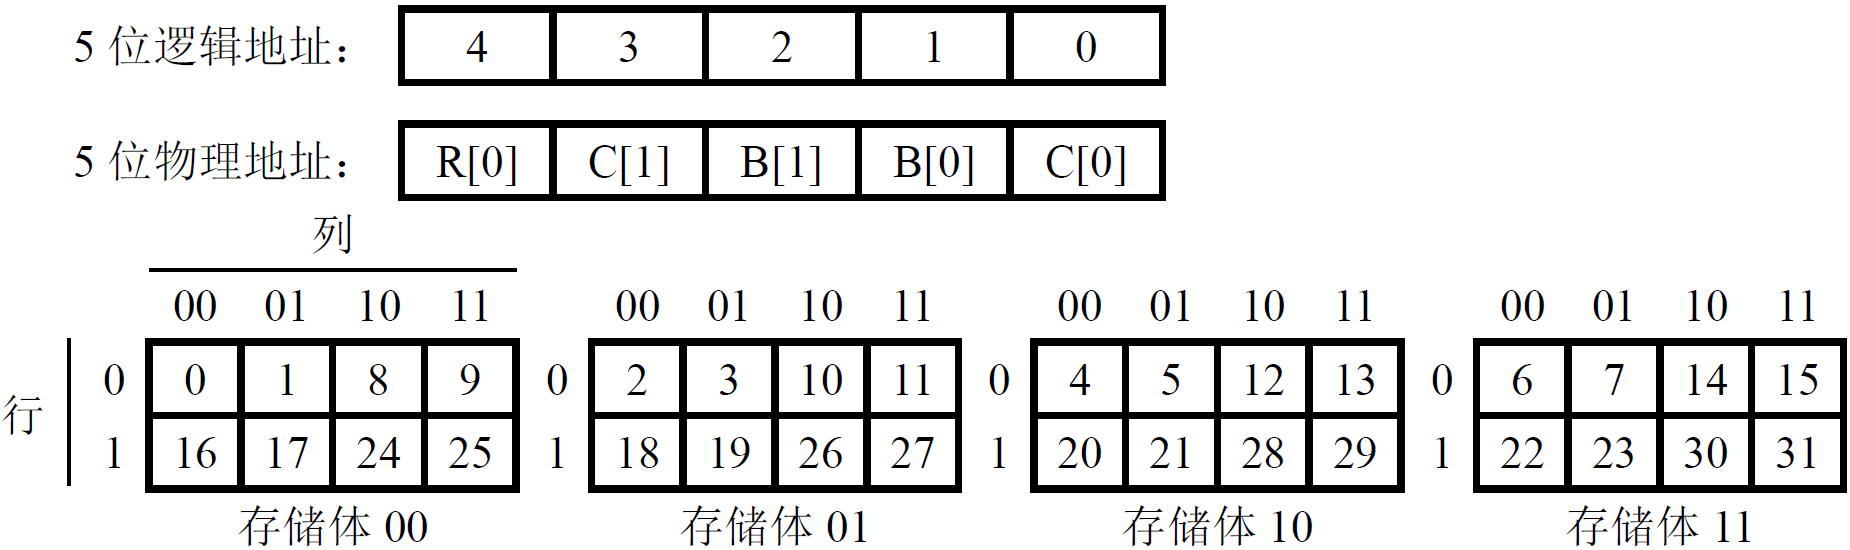 5 位逻辑地址： 4 3 2 1 0
5 位物理地址： R[0] C[1] B[1] B[0] C[0]
列
00 01 10 11 00 01 10 11 00 01 10 11 00 01 10 11
0 0 1 8 9 0 2 3 10 11 0 4 5 12 13 0 6 7 14 15
行
1 16 17 24 25 1 18 19 26 27 1 20 21 28 29 1 22 23 30 31
存储体 00 存储体 01 存储体 10 存储体 11